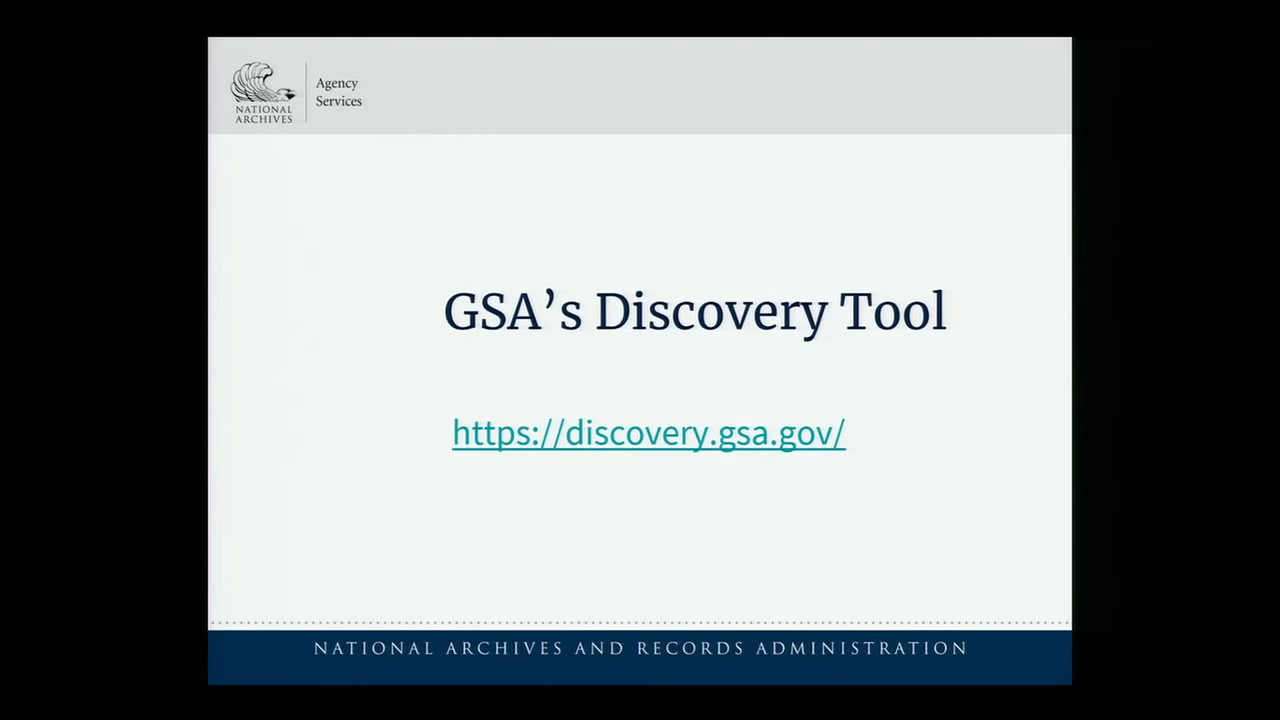 NATIONAL
ARCHIVES
Agency
Services
GSA’s Discovery Tool
https://discovery.gsa.gov/
NATIONAL ARCHIVES AND RECORDS ADMINISTRATION